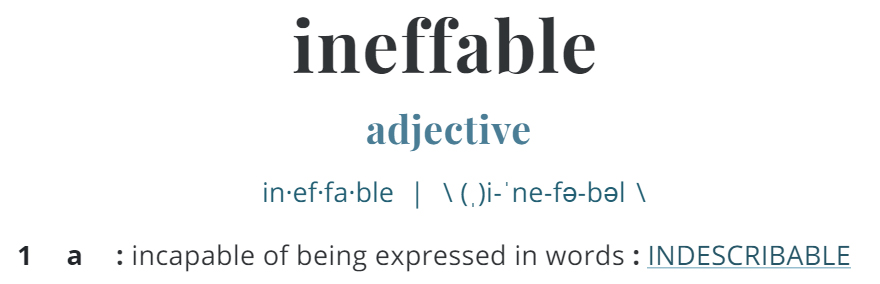 ineffable
adjective
in·ef·fa·ble | \ (ˌ)i-ˈne-fə-bəl \
1 a : incapable of being expressed in words : INDESCRIBABLE